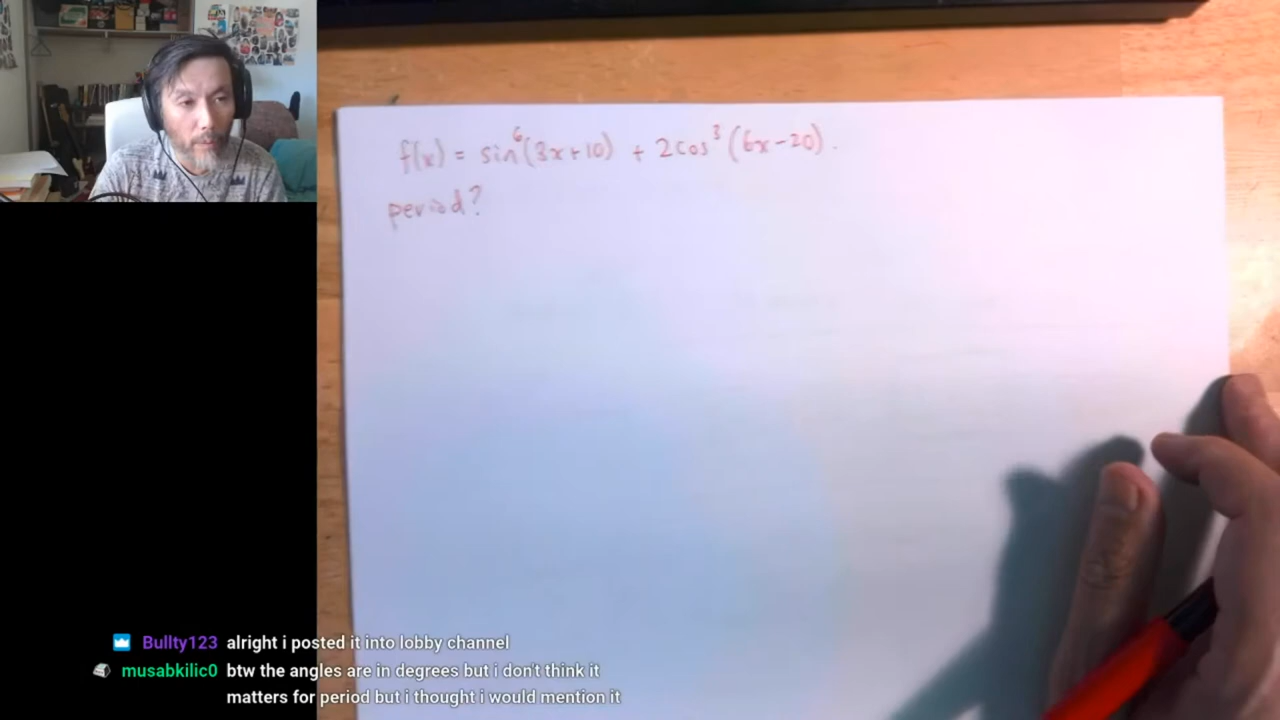 f(x) = sin⁶(3x+10) + 2cos³(6x-20).
period?
Bullty123 alright i posted it into lobby channel
musabkilic0 btw the angles are in degrees but i don't think it
matters for period but i thought i would mention it